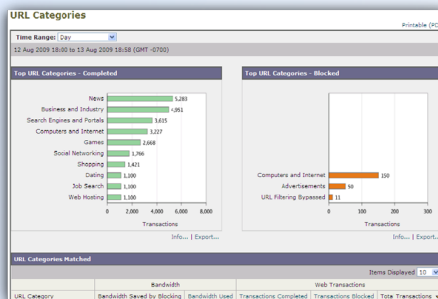 URL Categories
Printable (PD
Time Range: Day
12 Aug 2009 18:00 to 13 Aug 2009 18:58 (GMT -0700)
Top URL Categories - Completed
News 5,283
Business and Industry 4,951
Search Engines and Portals 3,615
Computers and Internet 3,227
Games 2,668
Social Networking 1,766
Shopping 1,421
Dating 1,100
Job Search 1,100
Web Hosting 1,100
0 2,000 4,000 6,000 8,000
Transactions
Info... | Export...
Top URL Categories - Blocked
Computers and Internet 150
Advertisements 50
URL Filtering Bypassed 11
0 100 200 300
Transactions
Info... | Export...
URL Categories Matched
Items Displayed 10
Bandwidth Web Transactions
URL Category Bandwidth Saved by Blocking Bandwidth Used Transactions Completed Transactions Blocked Total Transactions